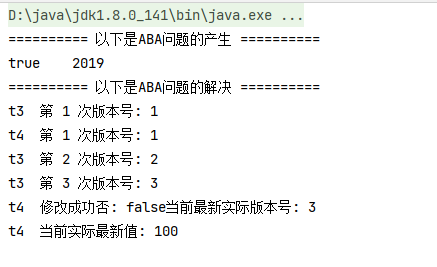 D:\java\jdk1.8.0_141\bin\java.exe ...
========== 以下是ABA问题的产生 ==========
true    2019
========== 以下是ABA问题的解决 ==========
t3  第 1 次版本号: 1
t4  第 1 次版本号: 1
t3  第 2 次版本号: 2
t3  第 3 次版本号: 3
t4  修改成功否: false当前最新实际版本号: 3
t4  当前实际最新值: 100